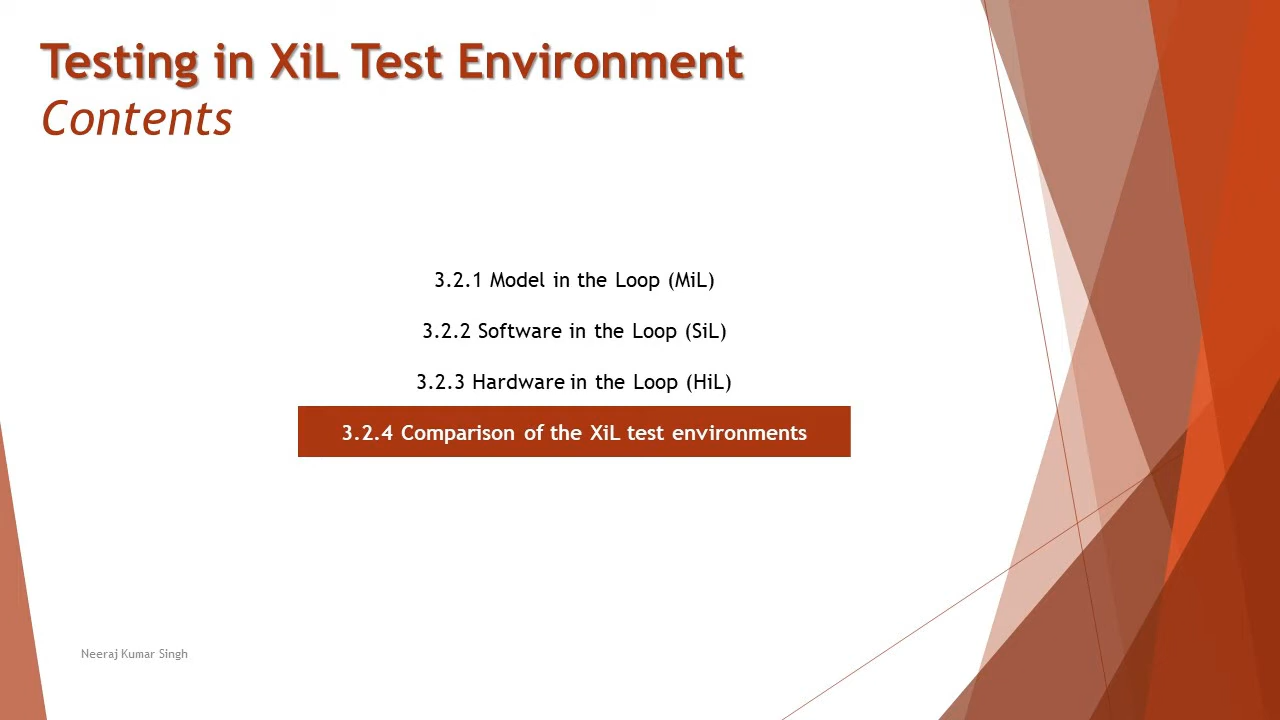 Testing in XiL Test Environment
Contents
3.2.1 Model in the Loop (MiL)
3.2.2 Software in the Loop (SiL)
3.2.3 Hardware in the Loop (HiL)
3.2.4 Comparison of the XiL test environments
Neeraj Kumar Singh